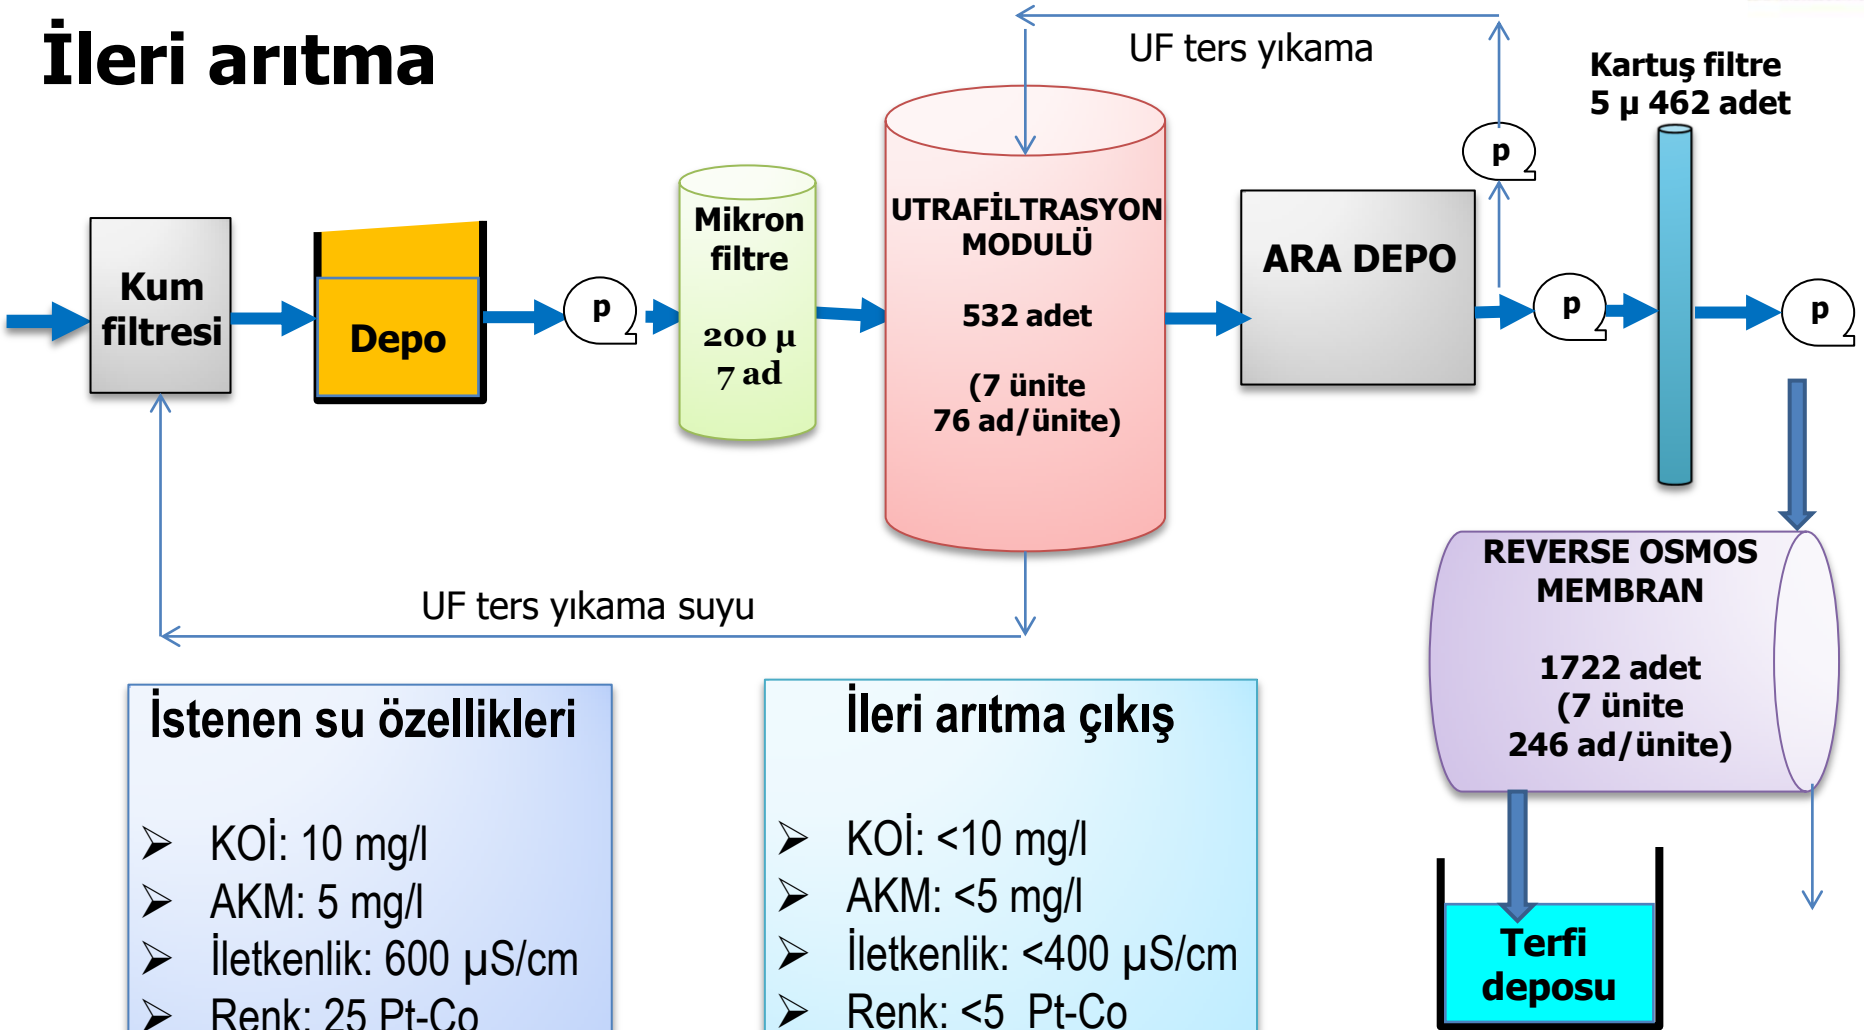 İleri arıtma
UF ters yıkama
Kartuş filtre
5 µ 462 adet
Kum
filtresi
Depo
p
Mikron
filtre
200 µ
7 ad
UTRAFİLTRASYON
MODULÜ
532 adet
(7 ünite
76 ad/ünite)
ARA DEPO
p
p
p
UF ters yıkama suyu
REVERSE OSMOS
MEMBRAN
1722 adet
(7 ünite
246 ad/ünite)
Terfi
deposu
İstenen su özellikleri
➢ KOİ: 10 mg/l
➢ AKM: 5 mg/l
➢ İletkenlik: 600 µS/cm
➢ Renk: 25 Pt-Co
İleri arıtma çıkış
➢ KOİ: <10 mg/l
➢ AKM: <5 mg/l
➢ İletkenlik: <400 µS/cm
➢ Renk: <5 Pt-Co